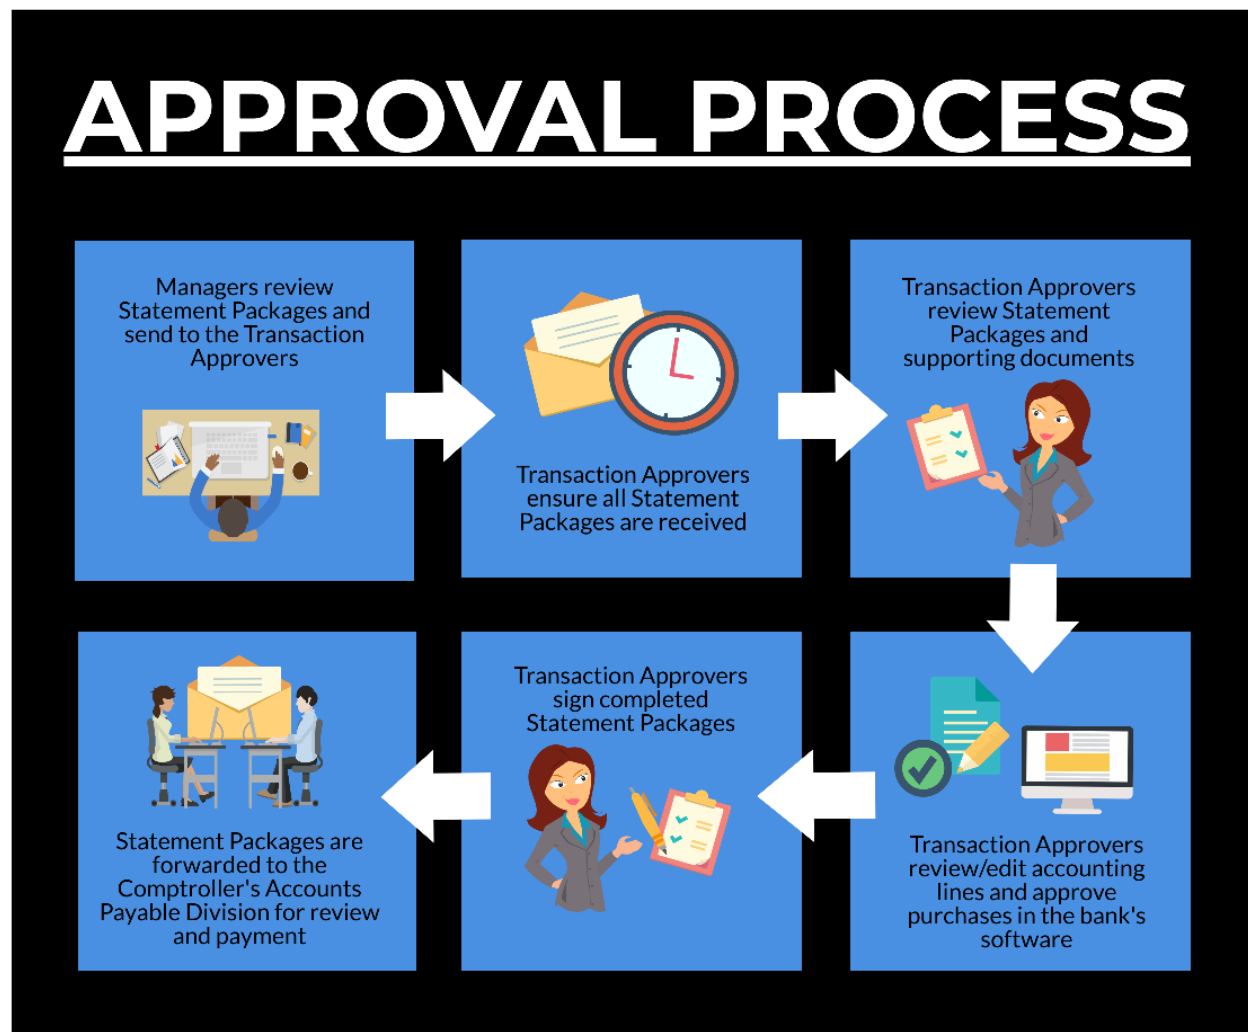 APPROVAL PROCESS
Managers review
Statement Packages and
send to the Transaction
Approvers
Transaction Approvers
ensure all Statement
Packages are received
Transaction Approvers
review Statement
Packages and
supporting documents
Transaction Approvers
review/edit accounting
lines and approve
purchases in the bank's
software
Transaction Approvers
sign completed
Statement Packages
Statement Packages are
forwarded to the
Comptroller's Accounts
Payable Division for review
and payment